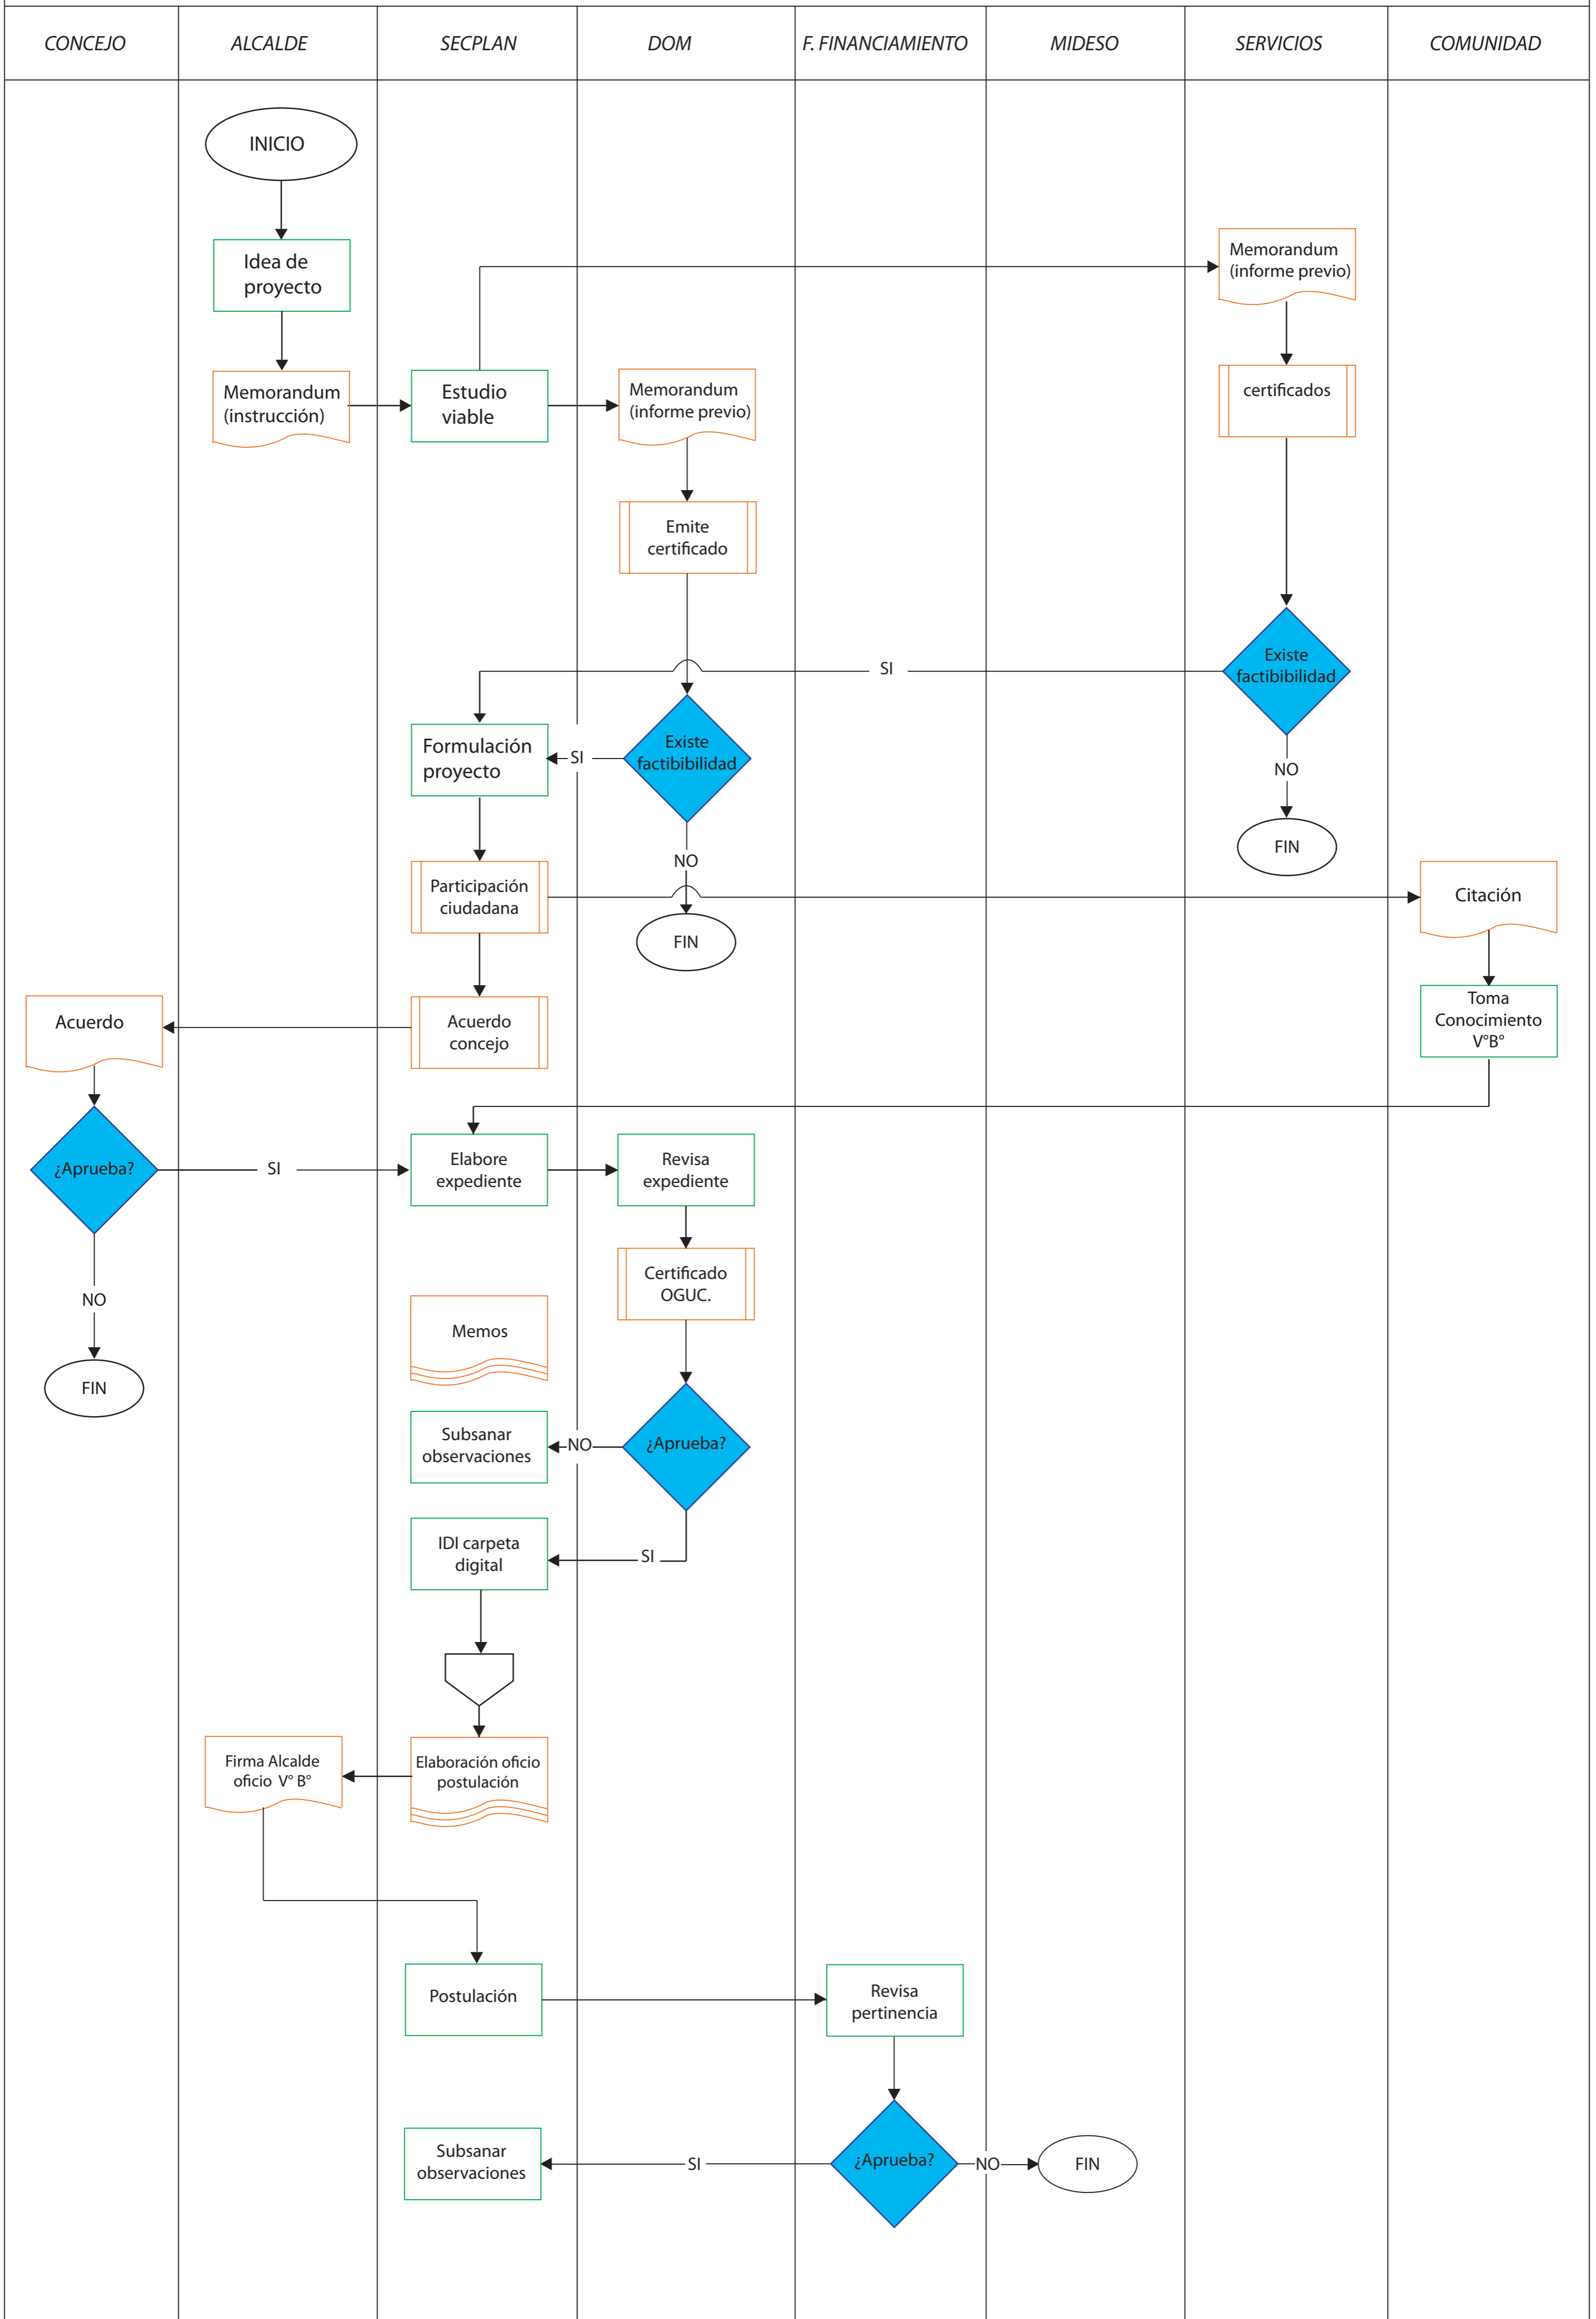 CONCEJO
ALCALDE
SECPLAN
DOM
F. FINANCIAMIENTO
MIDESO
SERVICIOS
COMUNIDAD
INICIO
Idea de
proyecto
Memorandum
(informe previo)
Memorandum
(instrucción)
Estudio
viable
Memorandum
(informe previo)
certificados
Emite
certificado
Existe
factibibilidad
SI
Formulación
proyecto
SI
Existe
factibibilidad
NO
FIN
NO
Participación
ciudadana
Citación
FIN
Acuerdo
Acuerdo
concejo
Toma
Conocimiento
V°B°
¿Aprueba?
SI
Elabore
expediente
Revisa
expediente
NO
Certificado
OGUC.
Memos
FIN
Subsanar
observaciones
NO
¿Aprueba?
IDI carpeta
digital
SI
Firma Alcalde
oficio V° B°
Elaboración oficio
postulación
Postulación
Revisa
pertinencia
Subsanar
observaciones
SI
¿Aprueba?
NO
FIN